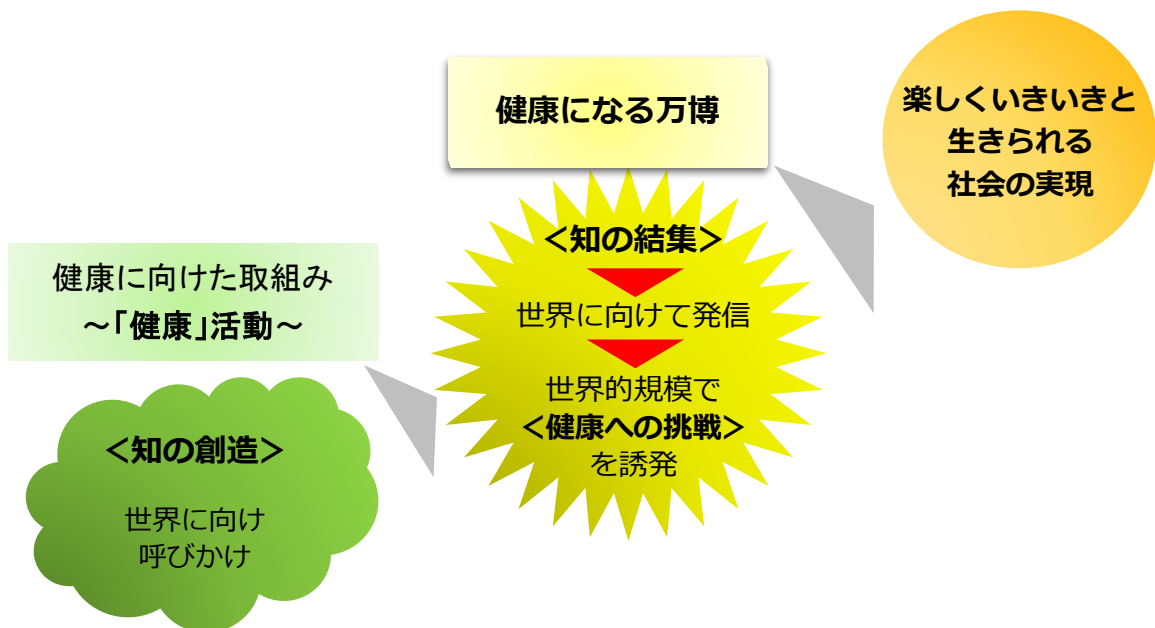 健康に向けた取組み
～「健康」活動～
＜知の創造＞
世界に向け
呼びかけ
健康になる万博
＜知の結集＞
世界に向けて発信
世界的規模で
＜健康への挑戦＞
を誘発
楽しくいきいきと
生きられる
社会の実現